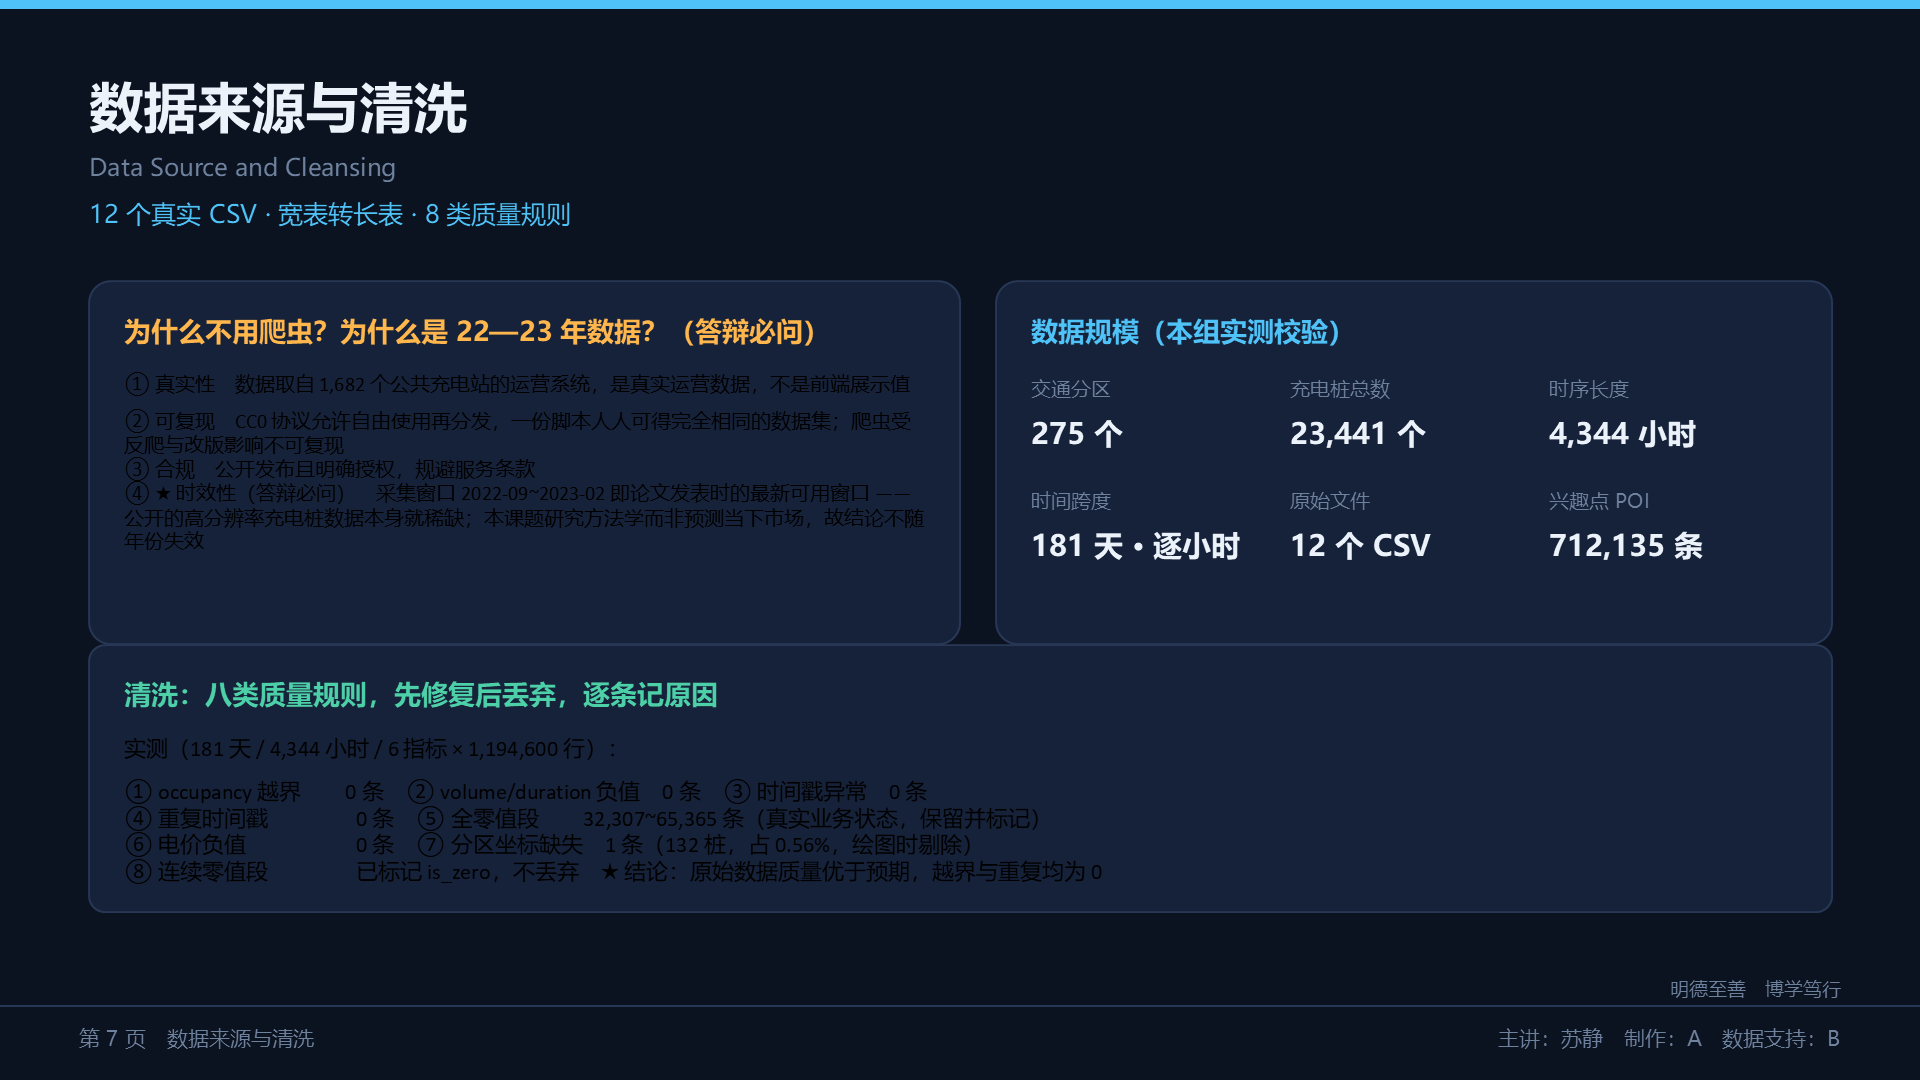 数据来源与清洗
Data Source and Cleansing
12 个真实 CSV · 宽表转长表 · 8 类质量规则
为什么不用爬虫？为什么是 22—23 年数据？（答辩必问）
① 真实性　数据取自 1,682 个公共充电站的运营系统，是真实运营数据，不是前端展示值
② 可复现　CC0 协议允许自由使用再分发，一份脚本人人可得完全相同的数据集；爬虫受
反爬与改版影响不可复现
③ 合规　公开发布且明确授权，规避服务条款
④ ★ 时效性（答辩必问）　采集窗口 2022-09~2023-02 即论文发表时的最新可用窗口 ——
公开的高分辨率充电桩数据本身就稀缺；本课题研究方法学而非预测当下市场，故结论不随
年份失效
数据规模（本组实测校验）
交通分区　充电桩总数　时序长度
275 个　23,441 个　4,344 小时
时间跨度　原始文件　兴趣点 POI
181 天 • 逐小时　12 个 CSV　712,135 条
清洗：八类质量规则，先修复后丢弃，逐条记原因
实测（181 天 / 4,344 小时 / 6 指标 × 1,194,600 行）：
① occupancy 越界　　0 条　② volume/duration 负值　0 条　③ 时间戳异常　0 条
④ 重复时间戳　　　　0 条　⑤ 全零值段　　32,307~65,365 条（真实业务状态，保留并标记）
⑥ 电价负值　　　　　0 条　⑦ 分区坐标缺失　1 条（132 桩，占 0.56%，绘图时剔除）
⑧ 连续零值段　　　　已标记 is_zero，不丢弃　★ 结论：原始数据质量优于预期，越界与重复均为 0
明德至善　博学笃行
第 7 页　数据来源与清洗
主讲：苏静　制作：A　数据支持：B